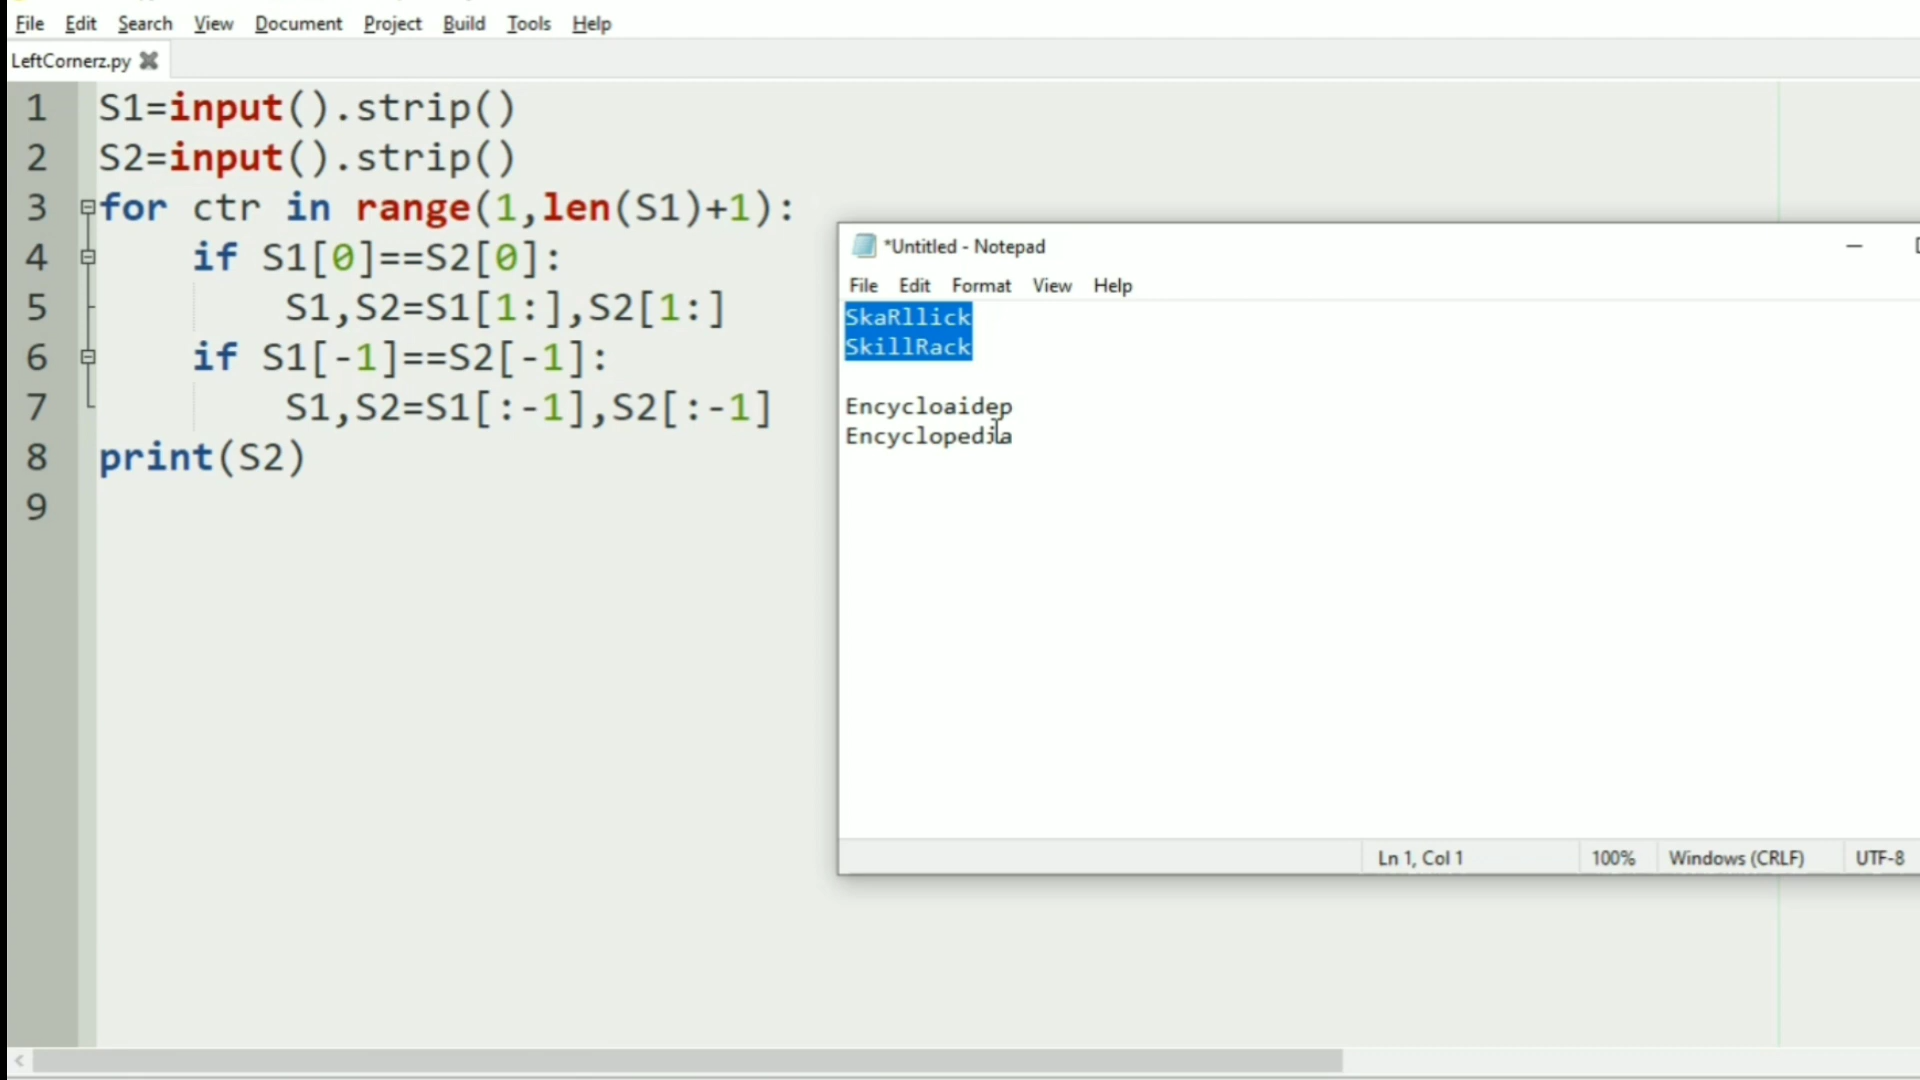 File Edit Search View Document Project Build Tools Help
LeftCornerz.py
1 S1=input().strip()
2 S2=input().strip()
3 for ctr in range(1,len(S1)+1):
4     if S1[0]==S2[0]:
5         S1,S2=S1[1:],S2[1:]
6     if S1[-1]==S2[-1]:
7         S1,S2=S1[:-1],S2[:-1]
8 print(S2)
9
*Untitled - Notepad
File Edit Format View Help
SkaRllick
SkillRack
Encycloaidep
Encyclopedia
Ln 1, Col 1 100% Windows (CRLF) UTF-8